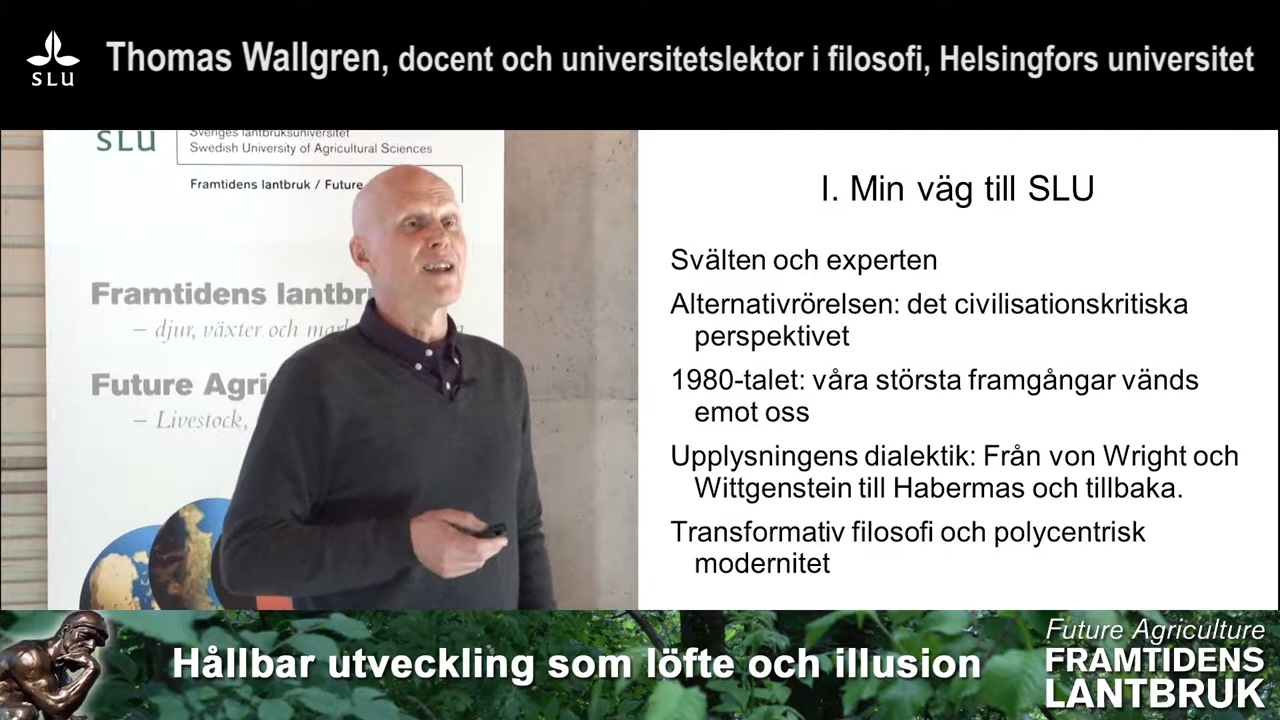 SLU
Thomas Wallgren, docent och universitetslektor i filosofi, Helsingfors universitet
SLU
Sveriges lantbruksuniversitet
Swedish University of Agricultural Sciences
Framtidens lantbruk / Future
Framtidens lantbr
– djur, växter och mark
Future Agri
– Livestock,
I. Min väg till SLU
Svälten och experten
Alternativrörelsen: det civilisationskritiska
perspektivet
1980-talet: våra största framgångar vänds
emot oss
Upplysningens dialektik: Från von Wright och
Wittgenstein till Habermas och tillbaka.
Transformativ filosofi och polycentrisk
modernitet
Hållbar utveckling som löfte och illusion
Future Agriculture
FRAMTIDENS
LANTBRUK